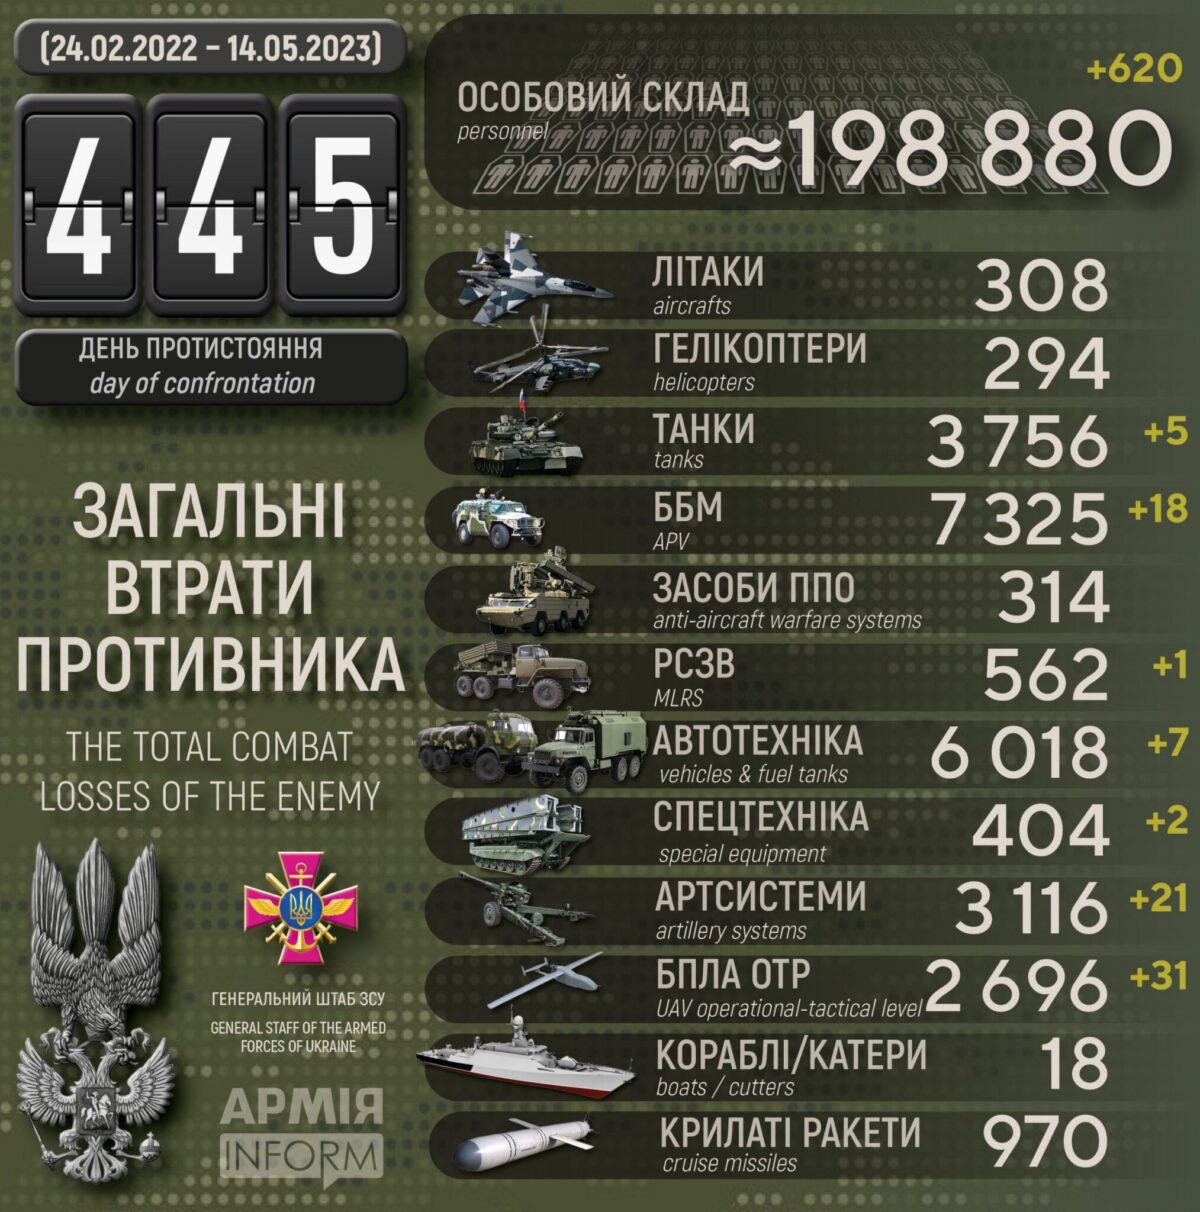 (24.02.2022 – 14.05.2023)
445
ДЕНЬ ПРОТИСТОЯННЯ
day of confrontation
ЗАГАЛЬНІ
ВТРАТИ
ПРОТИВНИКА
THE TOTAL COMBAT
LOSSES OF THE ENEMY
ГЕНЕРАЛЬНИЙ ШТАБ ЗСУ
GENERAL STAFF OF THE ARMED
FORCES OF UKRAINE
АРМІЯ
INFORM
ОСОБОВИЙ СКЛАД
personnel
≈198 880
+620
ЛІТАКИ
aircrafts
308
ГЕЛІКОПТЕРИ
helicopters
294
ТАНКИ
tanks
3 756
+5
ББМ
APV
7 325
+18
ЗАСОБИ ППО
anti-aircraft warfare systems
314
РСЗВ
MLRS
562
+1
АВТОТЕХНІКА
vehicles & fuel tanks
6 018
+7
СПЕЦТЕХНІКА
special equipment
404
+2
АРТСИСТЕМИ
artillery systems
3 116
+21
БПЛА ОТР
UAV operational-tactical level
2 696
+31
КОРАБЛІ/КАТЕРИ
boats / cutters
18
КРИЛАТІ РАКЕТИ
cruise missiles
970